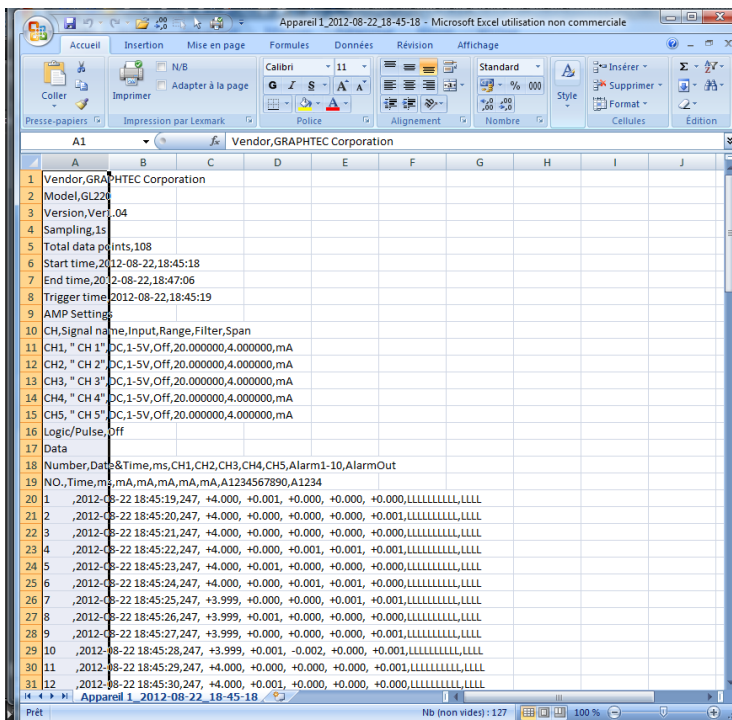 Appareil 1_2012-08-22_18-45-18 - Microsoft Excel utilisation non commerciale
Accueil Insertion Mise en page Formules Données Révision Affichage
Coller
Presse-papiers
Imprimer
N/B
Adapter à la page
Impression par Lexmark
Calibri 11
G I S A A
Police
Alignement
Standard
% 000
Nombre
Style
Insérer
Supprimer
Format
Cellules
Σ
Édition
A1 fx Vendor,GRAPHTEC Corporation
A B C D E F G H I J
1 Vendor,GRAPHTEC Corporation
2 Model,GL220
3 Version,Ver1.04
4 Sampling,1s
5 Total data points,108
6 Start time,2012-08-22,18:45:18
7 End time,2012-08-22,18:47:06
8 Trigger time,2012-08-22,18:45:19
9 AMP Settings
10 CH,Signal name,Input,Range,Filter,Span
11 CH1, " CH 1",DC,1-5V,Off,20.000000,4.000000,mA
12 CH2, " CH 2",DC,1-5V,Off,20.000000,4.000000,mA
13 CH3, " CH 3",DC,1-5V,Off,20.000000,4.000000,mA
14 CH4, " CH 4",DC,1-5V,Off,20.000000,4.000000,mA
15 CH5, " CH 5",DC,1-5V,Off,20.000000,4.000000,mA
16 Logic/Pulse,Off
17 Data
18 Number,Date&Time,ms,CH1,CH2,CH3,CH4,CH5,Alarm1-10,AlarmOut
19 NO.,Time,ms,mA,mA,mA,mA,mA,A1234567890,A1234
20 1 ,2012-08-22 18:45:19,247, +4.000, +0.001, +0.000, +0.000, +0.000,LLLLLLLLLL,LLLL
21 2 ,2012-08-22 18:45:20,247, +4.000, +0.000, +0.000, +0.000, +0.001,LLLLLLLLLL,LLLL
22 3 ,2012-08-22 18:45:21,247, +4.000, +0.000, +0.000, +0.000, +0.000,LLLLLLLLLL,LLLL
23 4 ,2012-08-22 18:45:22,247, +4.000, +0.000, +0.001, +0.000, +0.001,LLLLLLLLLL,LLLL
24 5 ,2012-08-22 18:45:23,247, +4.000, +0.001, +0.000, +0.001, +0.000,LLLLLLLLLL,LLLL
25 6 ,2012-08-22 18:45:24,247, +4.000, +0.000, +0.001, +0.000, +0.000,LLLLLLLLLL,LLLL
26 7 ,2012-08-22 18:45:25,247, +3.999, +0.000, +0.000, +0.001, +0.001,LLLLLLLLLL,LLLL
27 8 ,2012-08-22 18:45:26,247, +3.999, +0.001, +0.000, +0.000, +0.000,LLLLLLLLLL,LLLL
28 9 ,2012-08-22 18:45:27,247, +3.999, +0.000, +0.000, +0.000, +0.001,LLLLLLLLLL,LLLL
29 10 ,2012-08-22 18:45:28,247, +3.999, +0.001, -0.002, +0.000, +0.001,LLLLLLLLLL,LLLL
30 11 ,2012-08-22 18:45:29,247, +4.000, +0.000, +0.000, +0.000, +0.001,LLLLLLLLLL,LLLL
31 12 ,2012-08-22 18:45:30,247, +4.000, +0.001, +0.000, +0.000, +0.000,LLLLLLLLLL,LLLL
Appareil 1_2012-08-22_18-45-18
Prêt Nb (non vides) : 127 100 %